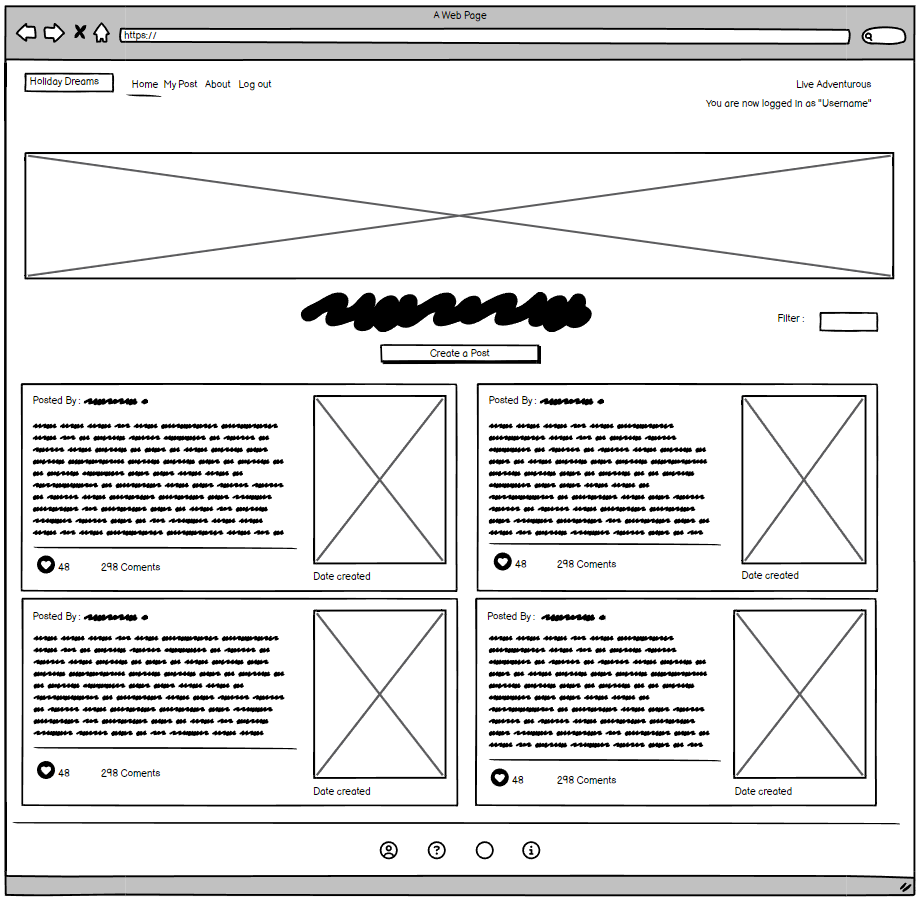 A Web Page
https://
Holiday Dreams
Home My Post About Log out
Live Adventurous
You are now logged in as "Username"
Filter :
Create a Post
Posted By :
48 298 Coments
Date created
Posted By :
48 298 Coments
Date created
Posted By :
48 298 Coments
Date created
Posted By :
48 298 Coments
Date created
?
i